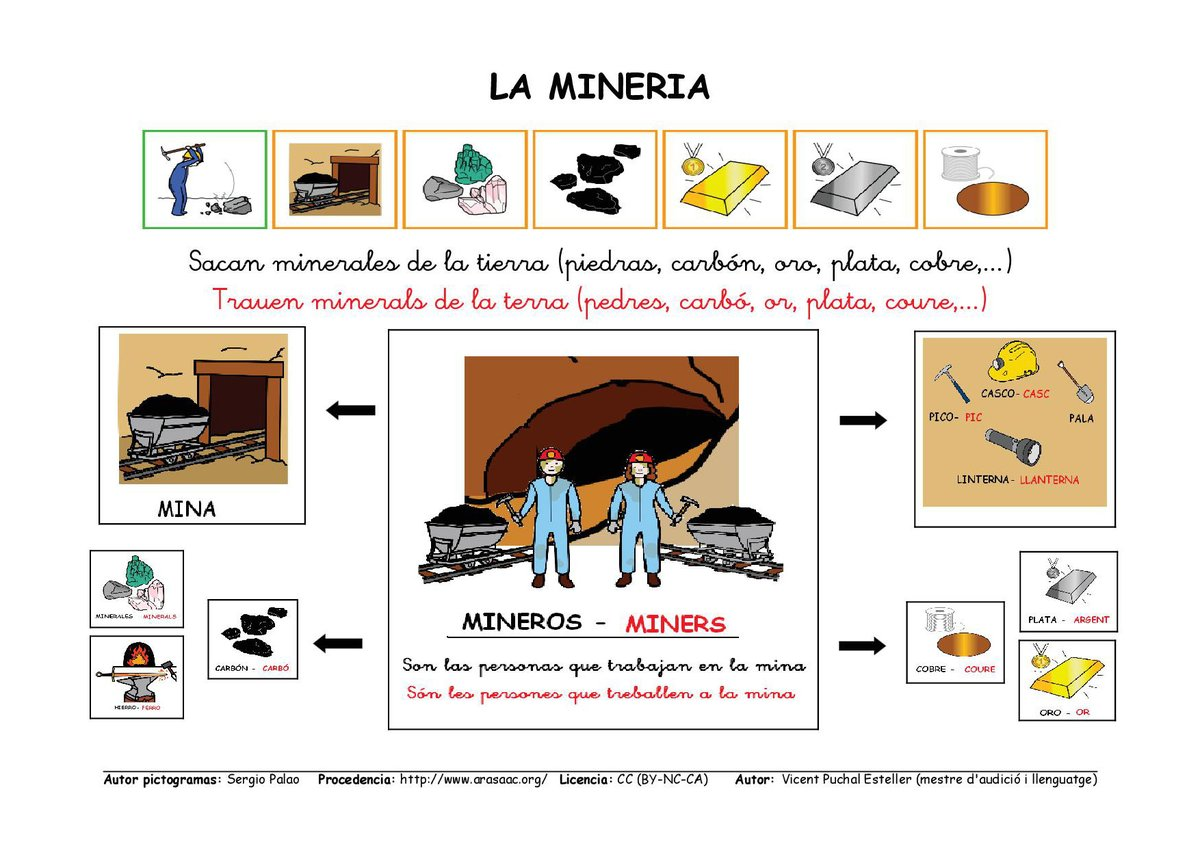 LA MINERIA
1
2
Sacan minerales de la tierra (piedras, carbón, oro, plata, cobre,...)
Trauen minerals de la terra (pedres, carbó, or, plata, coure,...)
MINA
MINEROS - MINERS
Son las personas que trabajan en la mina
Són les persones que treballen a la mina
CASCO- CASC
PICO- PIC
PALA
LINTERNA- LLANTERNA
MINERALES MINERALS
HIERRO- FERRO
CARBÓN - CARBÓ
COBRE - COURE
PLATA - ARGENT
ORO - OR
Autor pictogramas: Sergio Palao Procedencia: http://www.arasaac.org/ Licencia: CC (BY-NC-CA) Autor: Vicent Puchal Esteller (mestre d'audició i llenguatge)